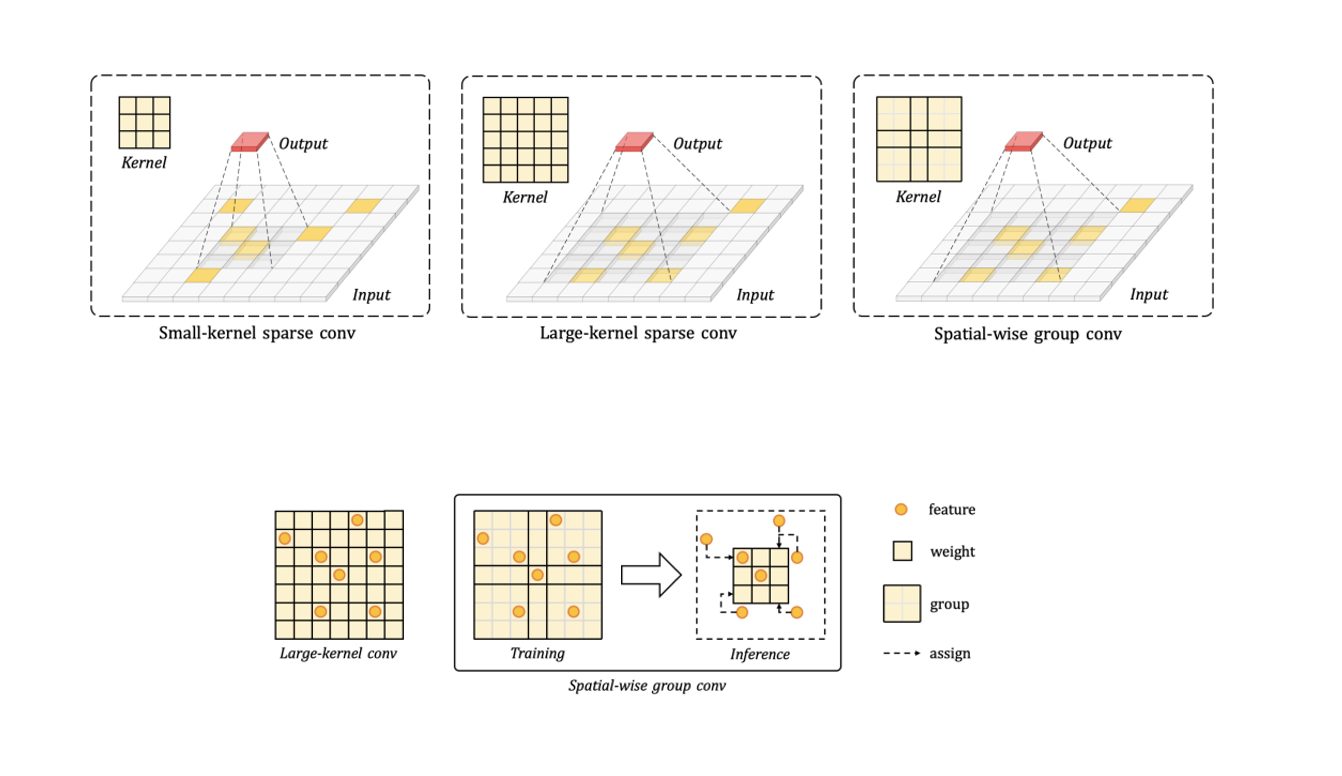 Kernel
Output
Input
Small-kernel sparse conv
Kernel
Output
Input
Large-kernel sparse conv
Kernel
Output
Input
Spatial-wise group conv
Large-kernel conv
Training
Inference
Spatial-wise group conv
feature
weight
group
assign